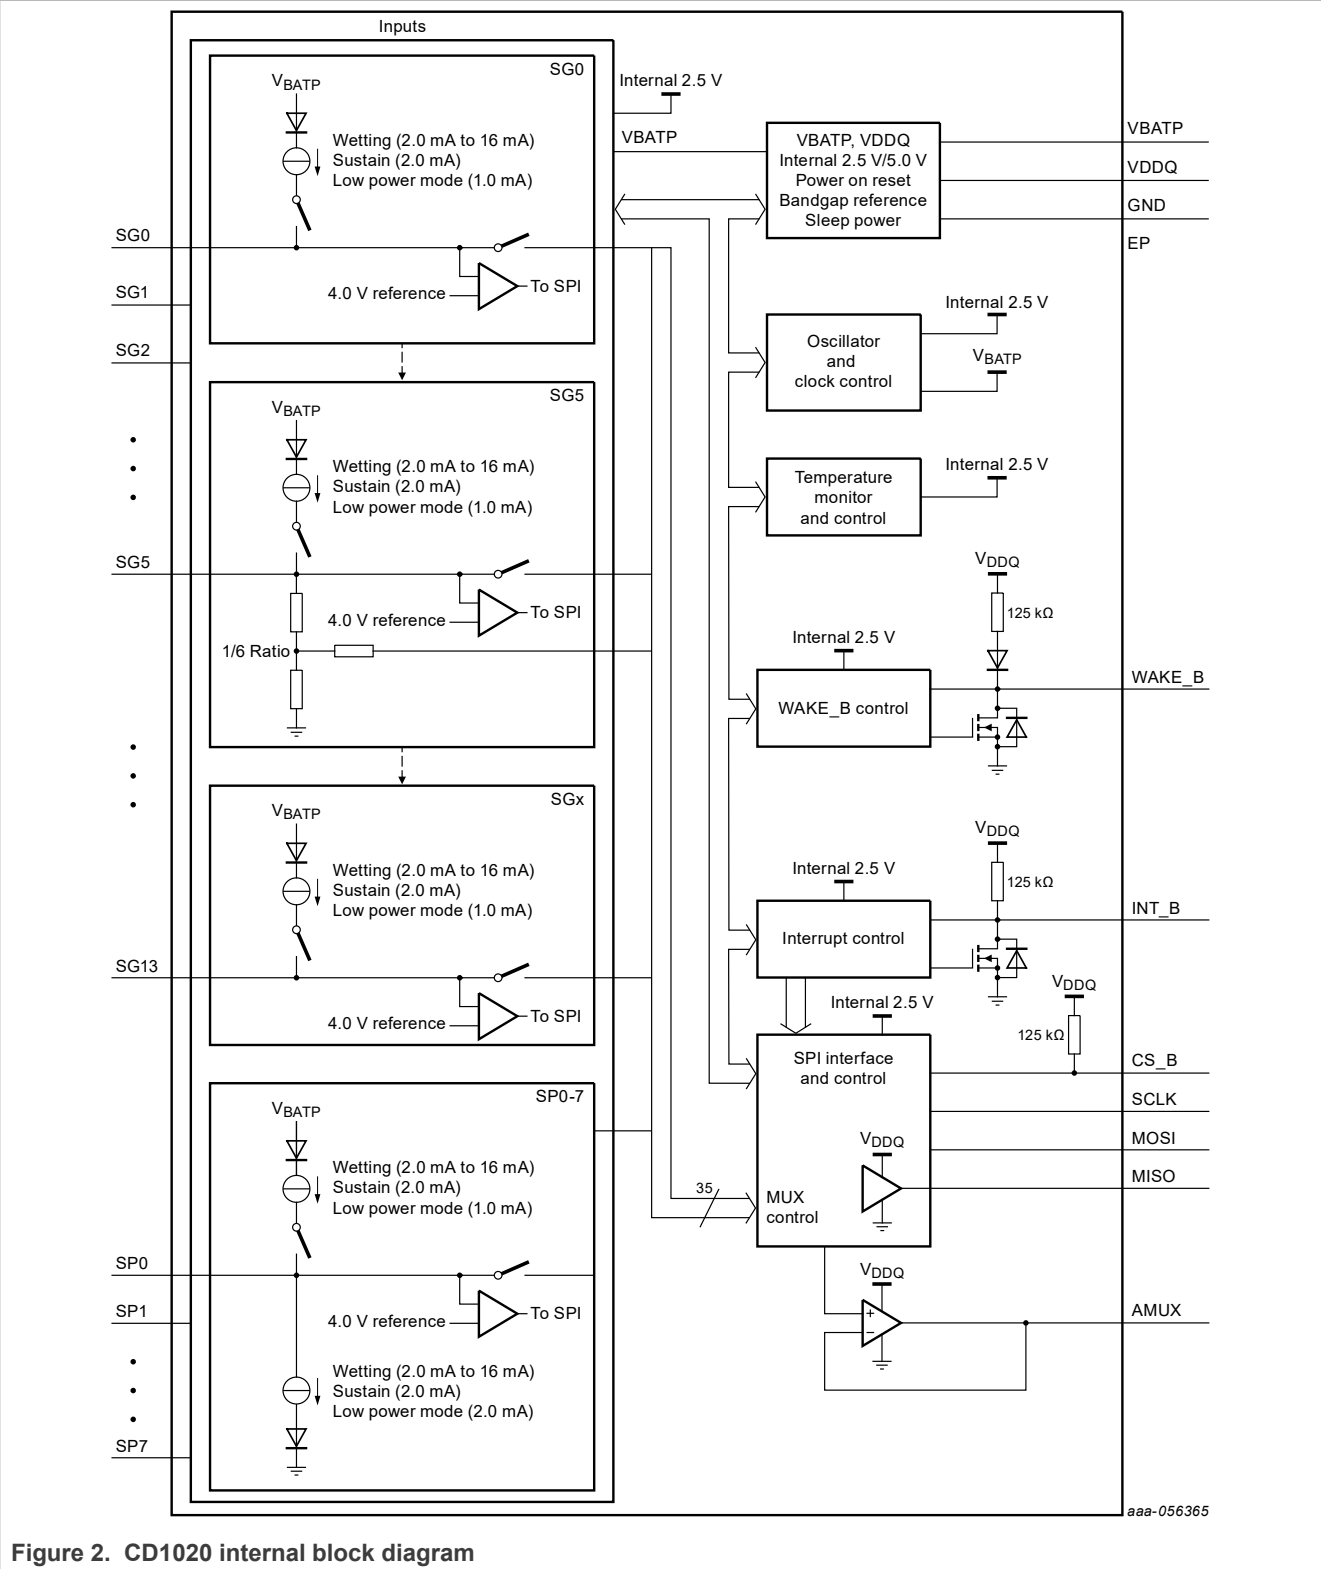 Inputs
SG0
VBATP
Wetting (2.0 mA to 16 mA)
Sustain (2.0 mA)
Low power mode (1.0 mA)
SG0
4.0 V reference
To SPI
SG1
SG2
SG5
VBATP
Wetting (2.0 mA to 16 mA)
Sustain (2.0 mA)
Low power mode (1.0 mA)
SG5
4.0 V reference
To SPI
1/6 Ratio
SGx
VBATP
Wetting (2.0 mA to 16 mA)
Sustain (2.0 mA)
Low power mode (1.0 mA)
SG13
4.0 V reference
To SPI
SP0-7
VBATP
Wetting (2.0 mA to 16 mA)
Sustain (2.0 mA)
Low power mode (1.0 mA)
SP0
4.0 V reference
To SPI
SP1
Wetting (2.0 mA to 16 mA)
Sustain (2.0 mA)
Low power mode (2.0 mA)
SP7
Internal 2.5 V
VBATP
VBATP, VDDQ
Internal 2.5 V/5.0 V
Power on reset
Bandgap reference
Sleep power
VBATP
VDDQ
GND
EP
Internal 2.5 V
Oscillator
and
clock control
VBATP
Internal 2.5 V
Temperature
monitor
and control
VDDQ
125 kΩ
Internal 2.5 V
WAKE_B control
WAKE_B
VDDQ
125 kΩ
Internal 2.5 V
Interrupt control
INT_B
Internal 2.5 V
VDDQ
125 kΩ
SPI interface
and control
CS_B
SCLK
MOSI
VDDQ
MISO
35
MUX
control
VDDQ
+
−
AMUX
aaa-056365
Figure 2. CD1020 internal block diagram